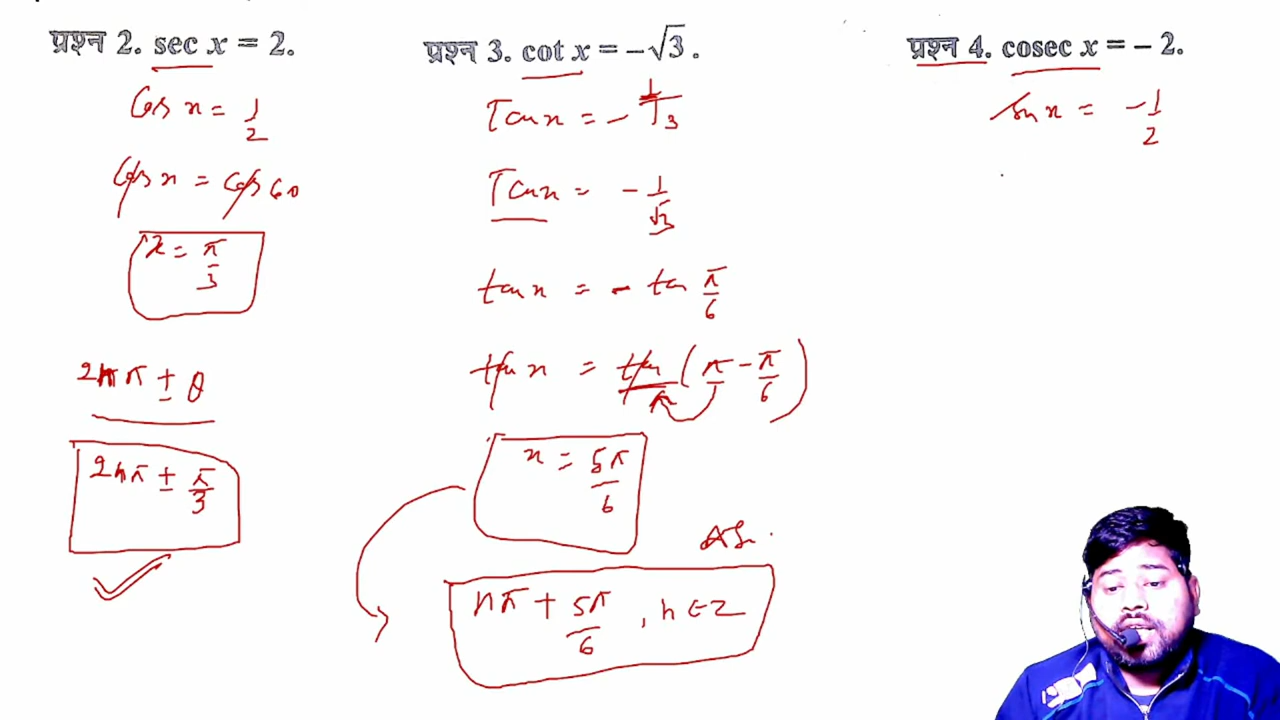 प्रश्न 2. sec x = 2.
Cos x = 1/2
Cos x = Cos 60
x = π/3
2nπ ± θ
2nπ ± π/3
प्रश्न 3. cot x = −√3.
Tan x = − 1/√3
Tan x = − 1/√3
tan x = − tan π/6
tan x = tan (π − π/6)
x = 5π/6
nπ + 5π/6 , n ∈ Z
प्रश्न 4. cosec x = − 2.
sin x = −1/2